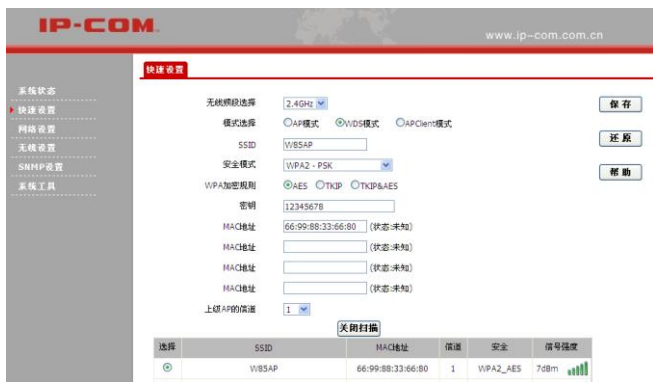 IP-COM
www.ip-com.com.cn
系统状态
快速设置
网络设置
无线设置
SNMP设置
系统工具
快速设置
无线频段选择 2.4GHz
模式选择 AP模式 WDS模式 APClient模式
SSID W85AP
安全模式 WPA2 - PSK
WPA加密规则 AES TKIP TKIP&AES
密钥 12345678
MAC地址 66:99:88:33:66:80 (状态:未知)
MAC地址 (状态:未知)
MAC地址 (状态:未知)
MAC地址 (状态:未知)
上级AP的信道 1
关闭扫描
选择 SSID MAC地址 信道 安全 信号强度
W85AP 66:99:88:33:66:80 1 WPA2_AES 7dBm
保存
还原
帮助